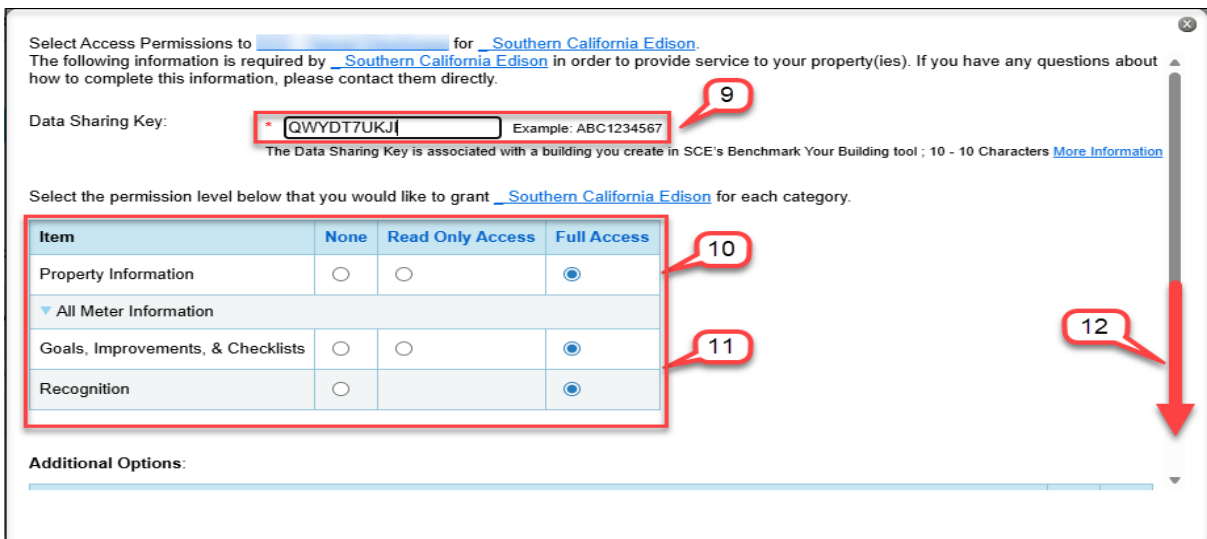 Select Access Permissions to for _ Southern California Edison.
The following information is required by _ Southern California Edison in order to provide service to your property(ies). If you have any questions about
how to complete this information, please contact them directly.
9
Data Sharing Key: * QWYDT7UKJI Example: ABC1234567
The Data Sharing Key is associated with a building you create in SCE's Benchmark Your Building tool ; 10 - 10 Characters More Information
Select the permission level below that you would like to grant _ Southern California Edison for each category.
Item None Read Only Access Full Access
10
Property Information
All Meter Information
12
Goals, Improvements, & Checklists
11
Recognition
Additional Options: